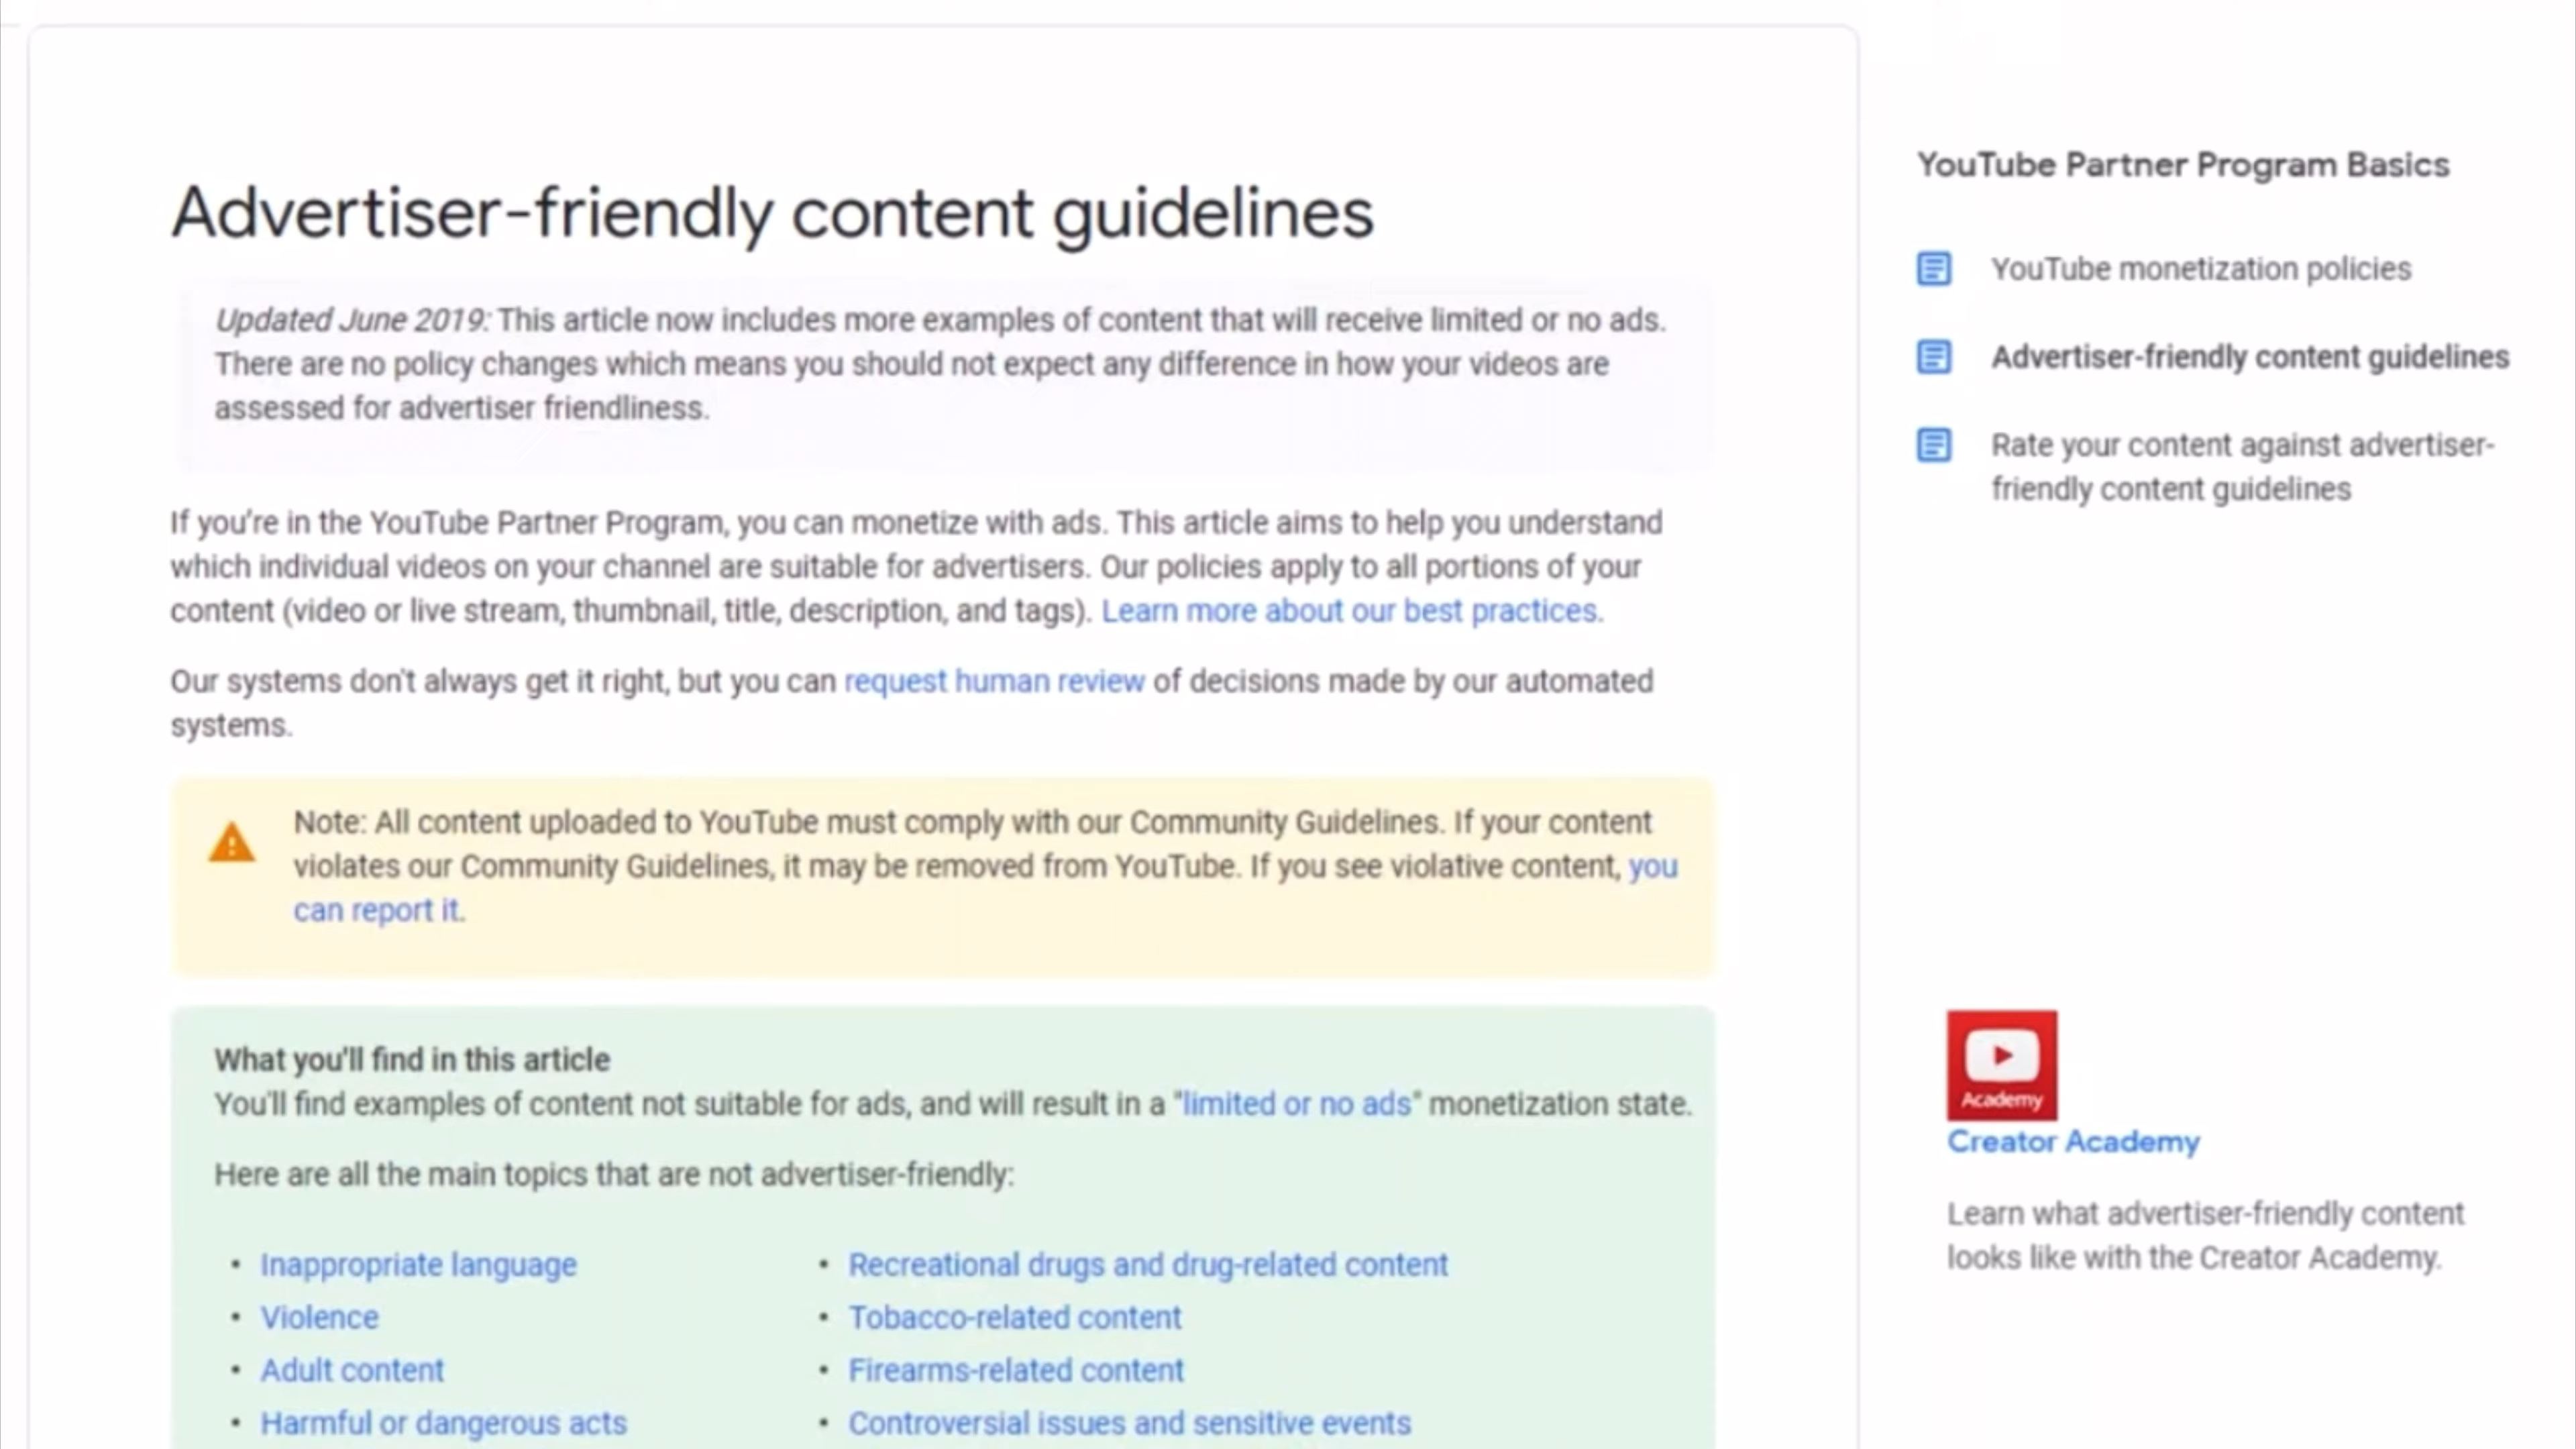 Advertiser-friendly content guidelines
Updated June 2019: This article now includes more examples of content that will receive limited or no ads.
There are no policy changes which means you should not expect any difference in how your videos are
assessed for advertiser friendliness.
If you're in the YouTube Partner Program, you can monetize with ads. This article aims to help you understand
which individual videos on your channel are suitable for advertisers. Our policies apply to all portions of your
content (video or live stream, thumbnail, title, description, and tags). Learn more about our best practices.
Our systems don't always get it right, but you can request human review of decisions made by our automated
systems.
Note: All content uploaded to YouTube must comply with our Community Guidelines. If your content
violates our Community Guidelines, it may be removed from YouTube. If you see violative content, you
can report it.
What you'll find in this article
You'll find examples of content not suitable for ads, and will result in a "limited or no ads" monetization state.
Here are all the main topics that are not advertiser-friendly:
• Inappropriate language
• Violence
• Adult content
• Harmful or dangerous acts
• Recreational drugs and drug-related content
• Tobacco-related content
• Firearms-related content
• Controversial issues and sensitive events
YouTube Partner Program Basics
YouTube monetization policies
Advertiser-friendly content guidelines
Rate your content against advertiser-
friendly content guidelines
Academy
Creator Academy
Learn what advertiser-friendly content
looks like with the Creator Academy.